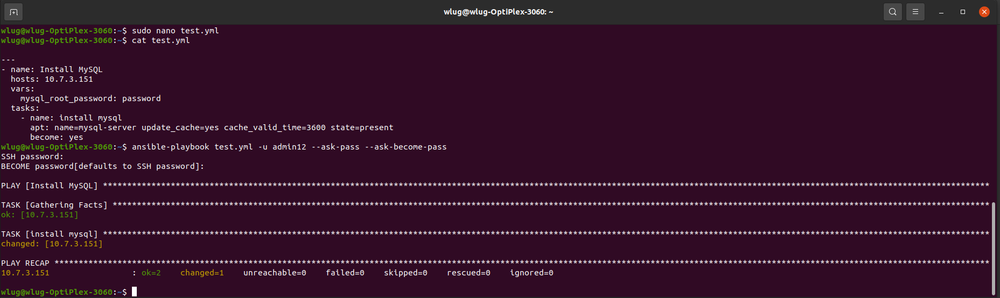 wlug@wlug-OptiPlex-3060: ~
wlug@wlug-OptiPlex-3060:~$ sudo nano test.yml
wlug@wlug-OptiPlex-3060:~$ cat test.yml
---
- name: Install MySQL
  hosts: 10.7.3.151
  vars:
    mysql_root_password: password
  tasks:
    - name: install mysql
      apt: name=mysql-server update_cache=yes cache_valid_time=3600 state=present
      become: yes
wlug@wlug-OptiPlex-3060:~$ ansible-playbook test.yml -u admin12 --ask-pass --ask-become-pass
SSH password:
BECOME password[defaults to SSH password]:
PLAY [Install MySQL] ***************************************************************************************************************************************************************************************
TASK [Gathering Facts] *************************************************************************************************************************************************************************************
ok: [10.7.3.151]
TASK [install mysql] ***************************************************************************************************************************************************************************************
changed: [10.7.3.151]
PLAY RECAP *************************************************************************************************************************************************************************************************
10.7.3.151                 : ok=2    changed=1    unreachable=0    failed=0    skipped=0    rescued=0    ignored=0
wlug@wlug-OptiPlex-3060:~$